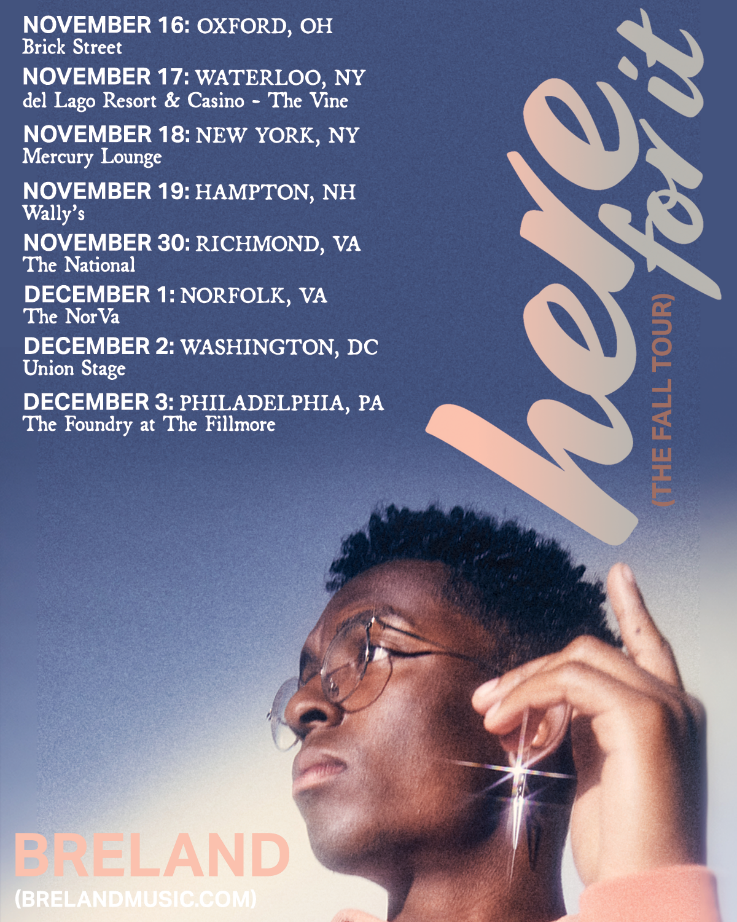 NOVEMBER 16: OXFORD, OH
Brick Street
NOVEMBER 17: WATERLOO, NY
del Lago Resort & Casino - The Vine
NOVEMBER 18: NEW YORK, NY
Mercury Lounge
NOVEMBER 19: HAMPTON, NH
Wally's
NOVEMBER 30: RICHMOND, VA
The National
DECEMBER 1: NORFOLK, VA
The NorVa
DECEMBER 2: WASHINGTON, DC
Union Stage
DECEMBER 3: PHILADELPHIA, PA
The Foundry at The Fillmore
here
for it
(THE FALL TOUR)
BRELAND
(BRELANDMUSIC.COM)